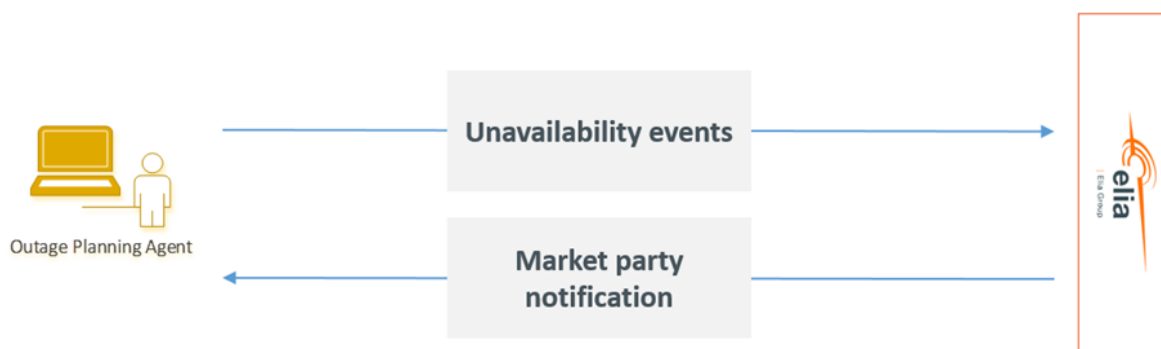 Unavailability events
Outage Planning Agent
Market party
notification
elia
Elia Group